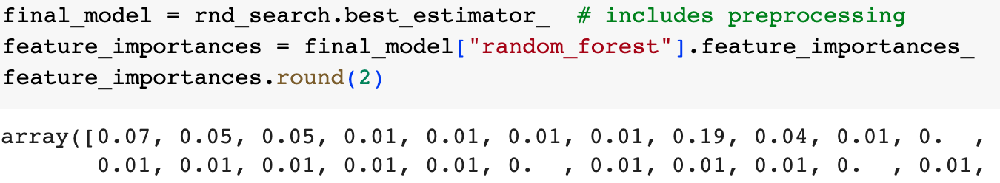 final_model = rnd_search.best_estimator_  # includes preprocessing
feature_importances = final_model["random_forest"].feature_importances_
feature_importances.round(2)
array([0.07, 0.05, 0.05, 0.01, 0.01, 0.01, 0.01, 0.19, 0.04, 0.01, 0.  ,
       0.01, 0.01, 0.01, 0.01, 0.01, 0.  , 0.01, 0.01, 0.01, 0.  , 0.01,